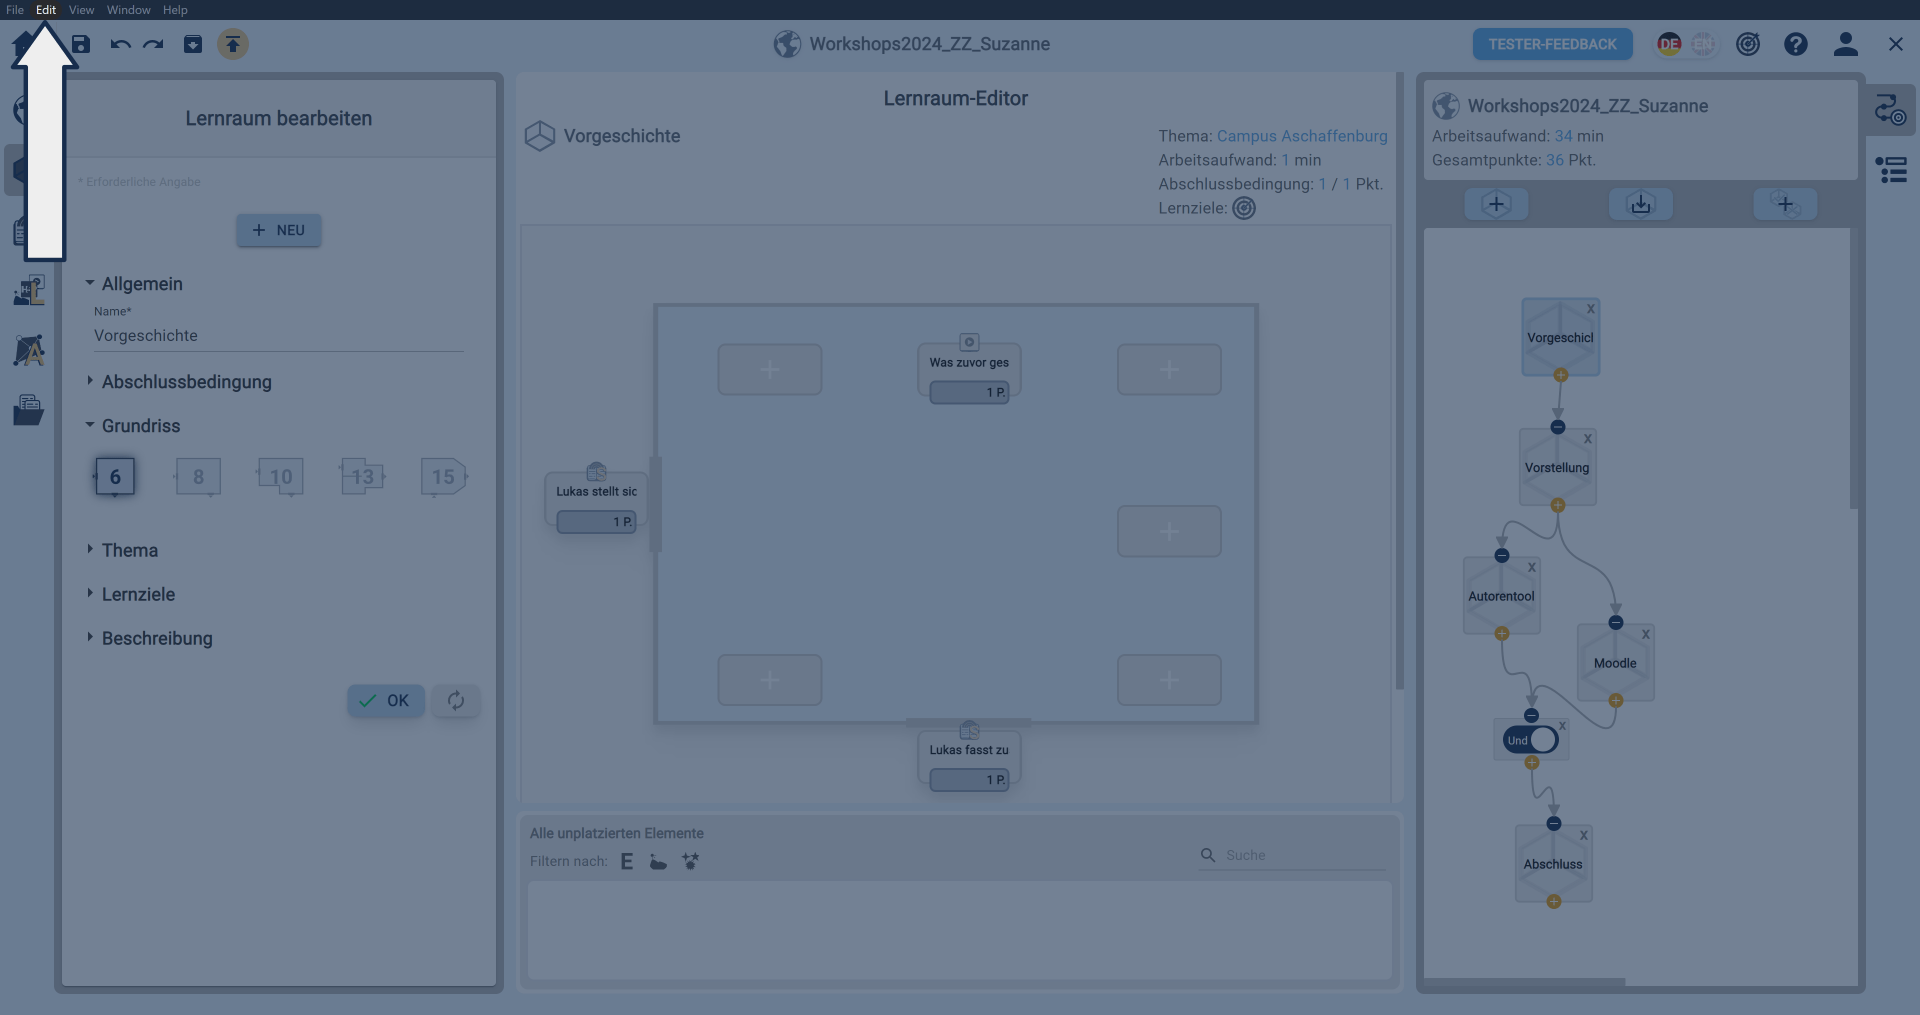 File Edit View Window Help
Workshops2024_ZZ_Suzanne
TESTER-FEEDBACK
DE EN
Lernraum bearbeiten
* Erforderliche Angabe
+ NEU
Allgemein
Name*
Vorgeschichte
Abschlussbedingung
Grundriss
6 8 10 13 15
Thema
Lernziele
Beschreibung
OK
Lernraum-Editor
Vorgeschichte
Thema: Campus Aschaffenburg
Arbeitsaufwand: 1 min
Abschlussbedingung: 1 / 1 Pkt.
Lernziele:
Was zuvor ges
1 P.
Lukas stellt sic
1 P.
Lukas fasst zu
1 P.
Alle unplatzierten Elemente
Filtern nach: E
Suche
Workshops2024_ZZ_Suzanne
Arbeitsaufwand: 34 min
Gesamtpunkte: 36 Pkt.
X
Vorgeschicl
X
Vorstellung
X
Autorentool
X
Moodle
X
Und
X
Abschluss